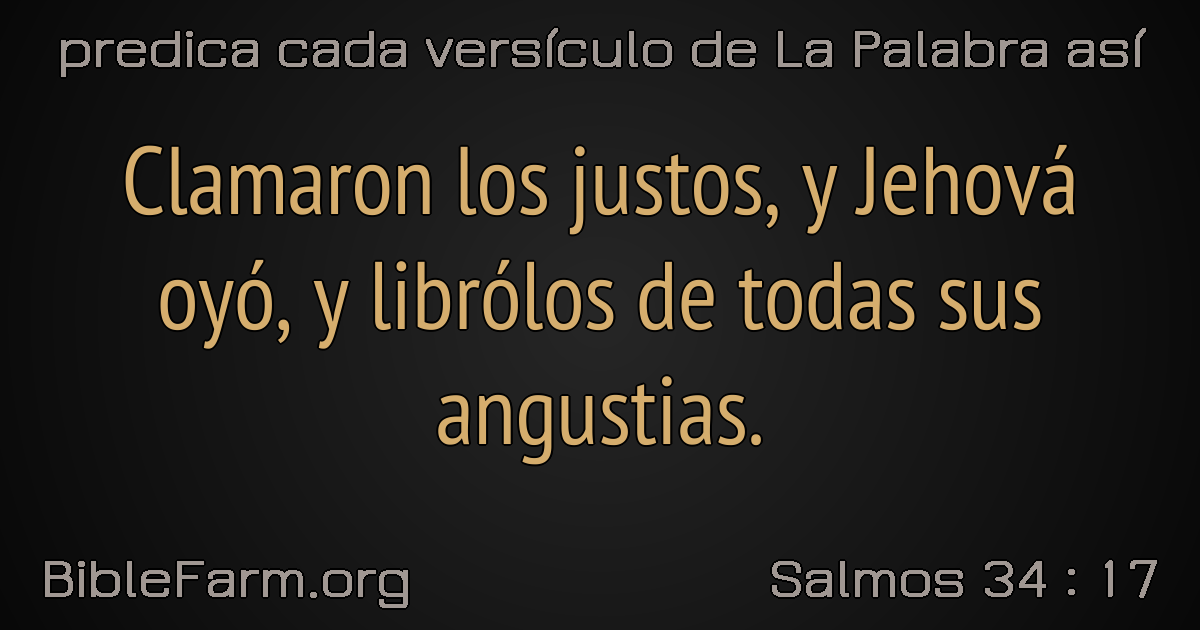 predica cada versículo de La Palabra así
Clamaron los justos, y Jehová
oyó, y librólos de todas sus
angustias.
BibleFarm.org
Salmos 34 : 17